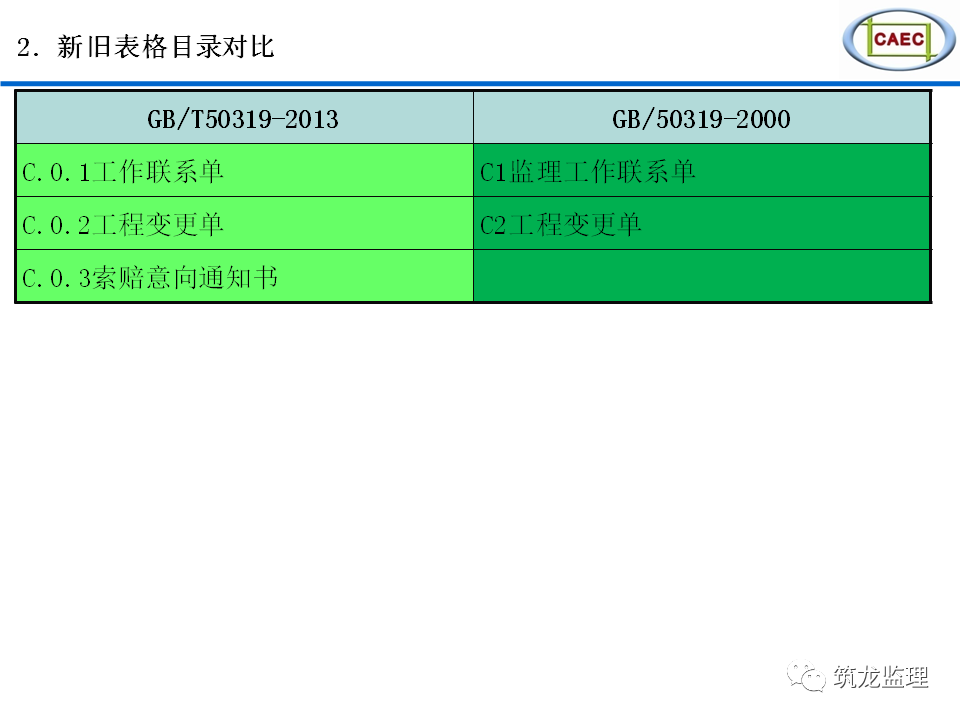 2. 新旧表格目录对比
CAEC
GB/T50319-2013
GB/50319-2000
C.0.1工作联系单
C1监理工作联系单
C.0.2工程变更单
C2工程变更单
C.0.3索赔意向通知书
筑龙监理